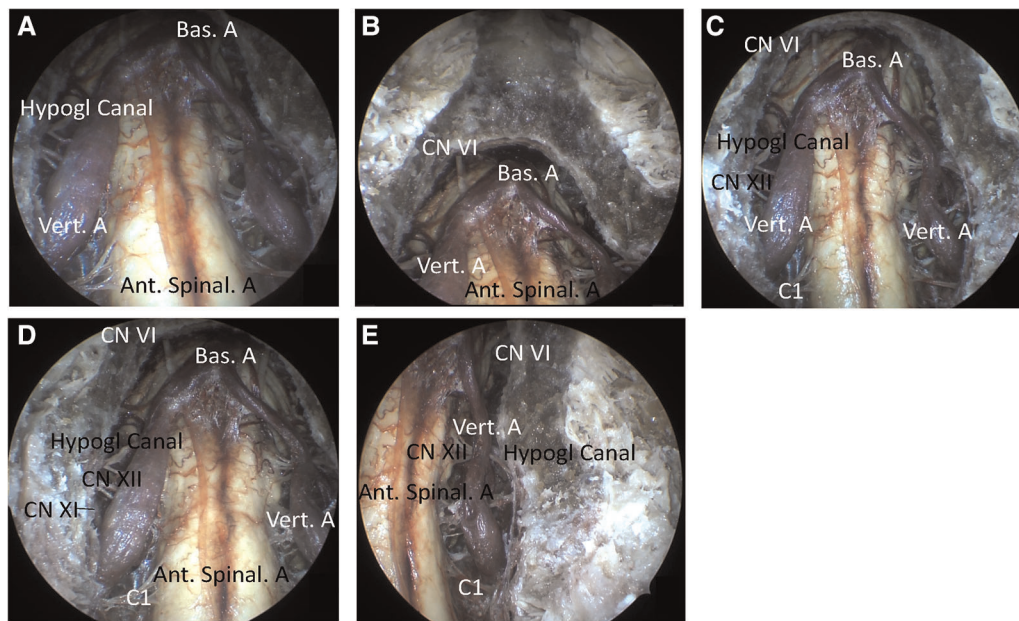 A
Bas. A
Hypogl Canal
Vert. A
Ant. Spinal. A
B
CN VI
Bas. A
Vert. A
Ant. Spinal. A
C
CN VI
Bas. A
Hypogl Canal
CN XII
Vert. A
Vert. A
C1
D
CN VI
Bas. A
Hypogl Canal
CN XII
CN XI
Vert. A
Ant. Spinal. A
C1
E
CN VI
Vert. A
CN XII
Hypogl Canal
Ant. Spinal. A
C1